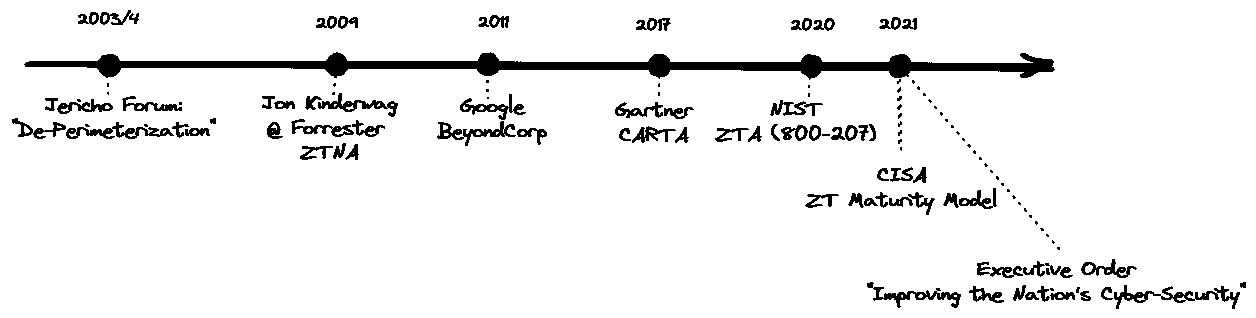 2003/4
2009
2011
2017
2020
2021
Jericho Forum:
"De-Perimeterization"
Jon Kinderwag
@ Forrester
ZTNA
Google
BeyondCorp
Gartner
CARTA
NIST
ZTA (800-207)
CISA
ZT Maturity Model
Executive Order
"Improving the Nation's Cyber-Security"